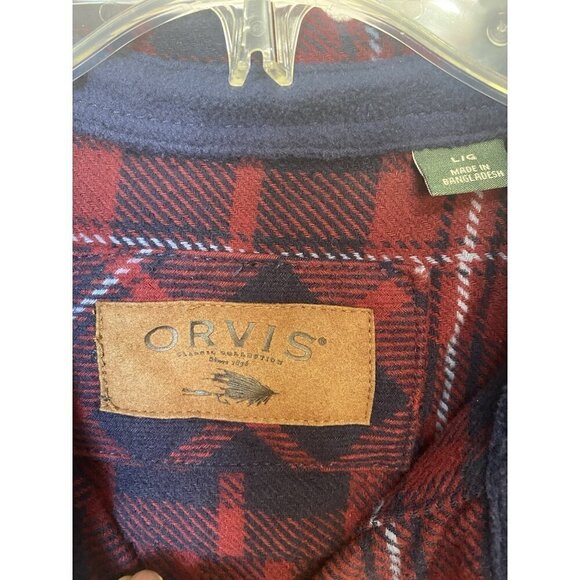 L/G
MADE IN
BANGLADESH
ORVIS®
CLASSIC COLLECTION
Since 1856